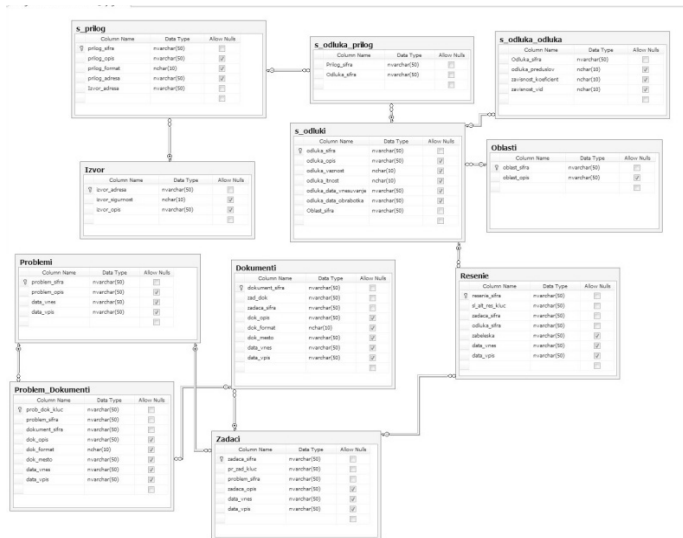 s_prilog
Column Name Data Type Allow Nulls
prilog_sifra nvarchar(50)
prilog_opis nvarchar(50)
prilog_format nchar(10)
prilog_adresa nvarchar(50)
Izvor_adresa nvarchar(50)
s_odluka_prilog
Column Name Data Type Allow Nulls
Prilog_sifra nvarchar(50)
Odluka_sifra nvarchar(50)
s_odluka_odluka
Column Name Data Type Allow Nulls
Odluka_sifra nvarchar(50)
odluka_preduslov nchar(10)
zavisnost_koeficient nchar(10)
zavisnost_vid nchar(10)
s_odluki
Column Name Data Type Allow Nulls
odluka_sifra nvarchar(50)
odluka_opis nvarchar(50)
odluka_vaznost nchar(10)
odluka_itnost nchar(10)
odluka_data_vnesuvanje nvarchar(50)
odluka_data_obrabotka nvarchar(50)
Oblast_sifra nvarchar(50)
Oblasti
Column Name Data Type Allow Nulls
oblast_sifra nvarchar(50)
oblast_opis nvarchar(50)
Izvor
Column Name Data Type Allow Nulls
izvor_adresa nvarchar(50)
izvor_sigurnost nchar(10)
izvor_opis nvarchar(50)
Problemi
Column Name Data Type Allow Nulls
problem_sifra nvarchar(50)
problem_opis nvarchar(50)
data_vnes nvarchar(50)
data_vpis nvarchar(50)
Dokumenti
Column Name Data Type Allow Nulls
dokument_sifra nvarchar(50)
zad_dok nvarchar(50)
zadaca_sifra nvarchar(50)
dok_opis nvarchar(50)
dok_format nchar(10)
dok_mesto nvarchar(50)
data_vnes nvarchar(50)
data_vpis nvarchar(50)
Resenie
Column Name Data Type Allow Nulls
resenie_sifra nvarchar(50)
sl_alt_res_kluc nvarchar(50)
zadaca_sifra nvarchar(50)
odluka_sifra nvarchar(50)
zabeleska nvarchar(50)
data_vnes nvarchar(50)
data_vpis nvarchar(50)
Problem_Dokumenti
Column Name Data Type Allow Nulls
prob_dok_kluc nvarchar(50)
problem_sifra nvarchar(50)
dokument_sifra nvarchar(50)
dok_opis nvarchar(50)
dok_format nchar(10)
dok_mesto nvarchar(50)
data_vnes nvarchar(50)
data_vpis nvarchar(50)
Zadaci
Column Name Data Type Allow Nulls
zadaca_sifra nvarchar(50)
pr_zad_kluc nvarchar(50)
problem_sifra nvarchar(50)
zadaca_opis nvarchar(50)
data_vnes nvarchar(50)
data_vpis nvarchar(50)